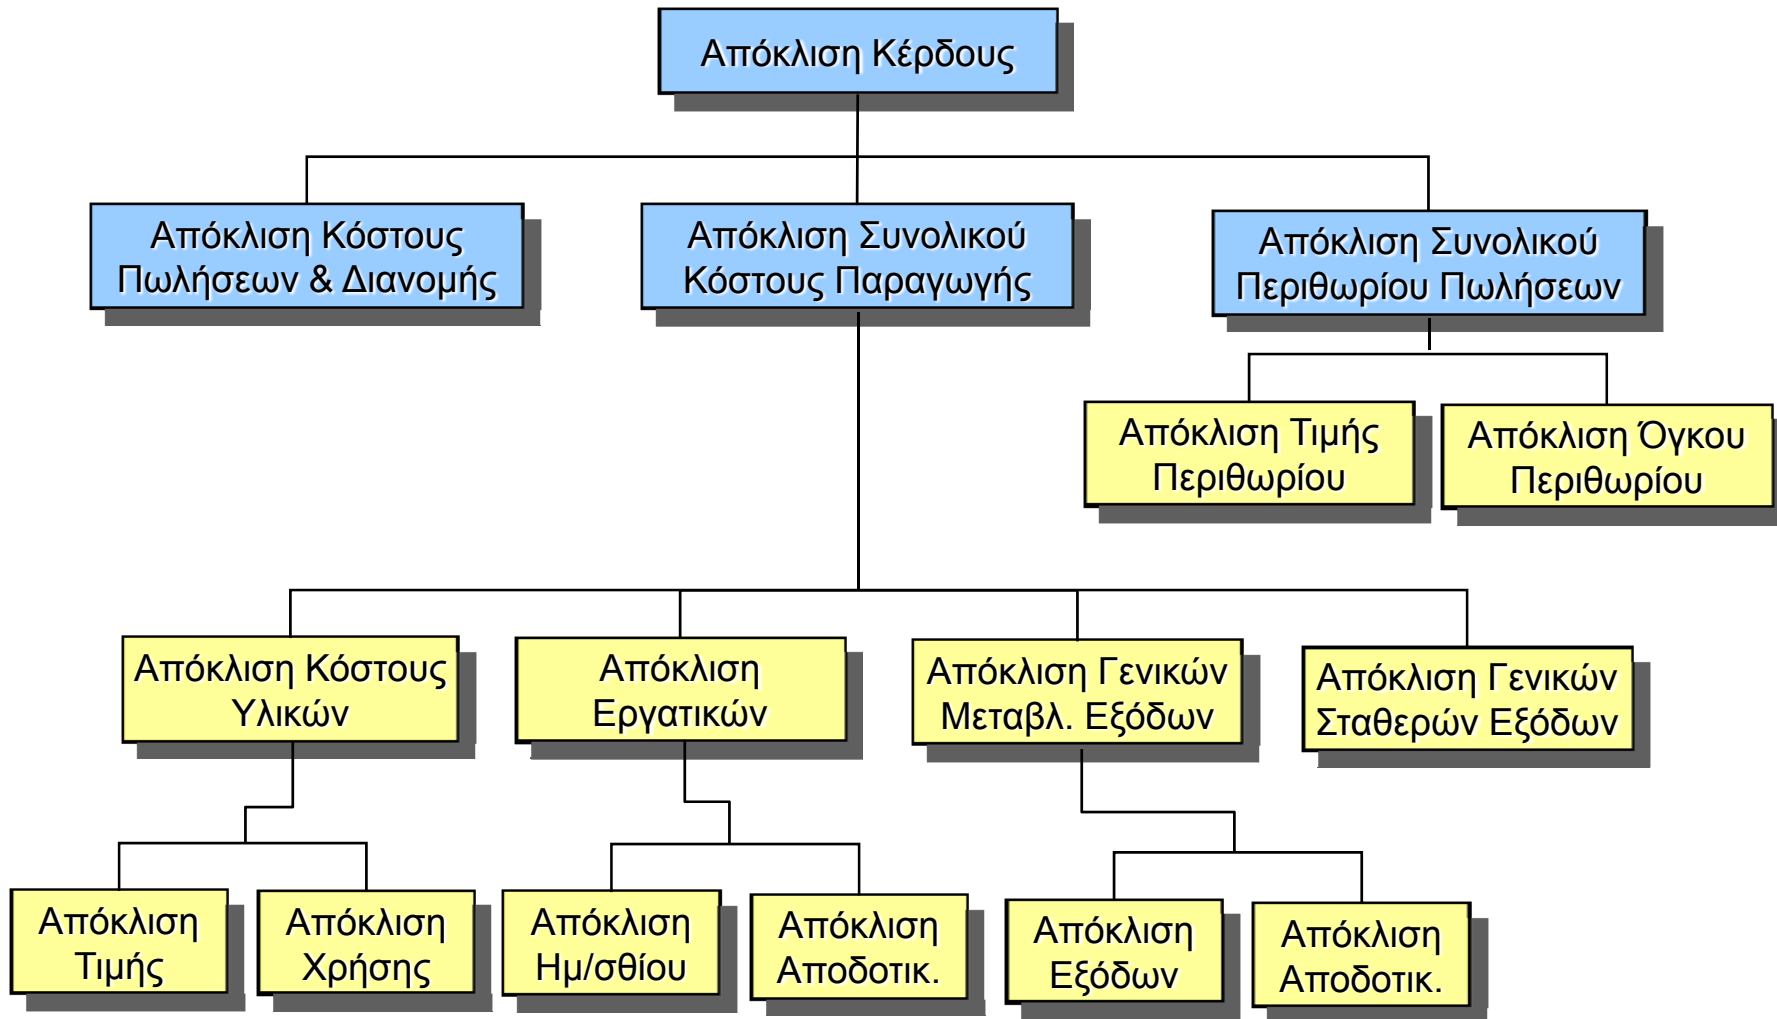 Απόκλιση Κέρδους
Απόκλιση Κόστους
Πωλήσεων & Διανομής
Απόκλιση Συνολικού
Κόστους Παραγωγής
Απόκλιση Συνολικού
Περιθωρίου Πωλήσεων
Απόκλιση Τιμής
Περιθωρίου
Απόκλιση Όγκου
Περιθωρίου
Απόκλιση Κόστους
Υλικών
Απόκλιση
Εργατικών
Απόκλιση Γενικών
Μεταβλ. Εξόδων
Απόκλιση Γενικών
Σταθερών Εξόδων
Απόκλιση
Τιμής
Απόκλιση
Χρήσης
Απόκλιση
Ημ/σθίου
Απόκλιση
Αποδοτικ.
Απόκλιση
Εξόδων
Απόκλιση
Αποδοτικ.